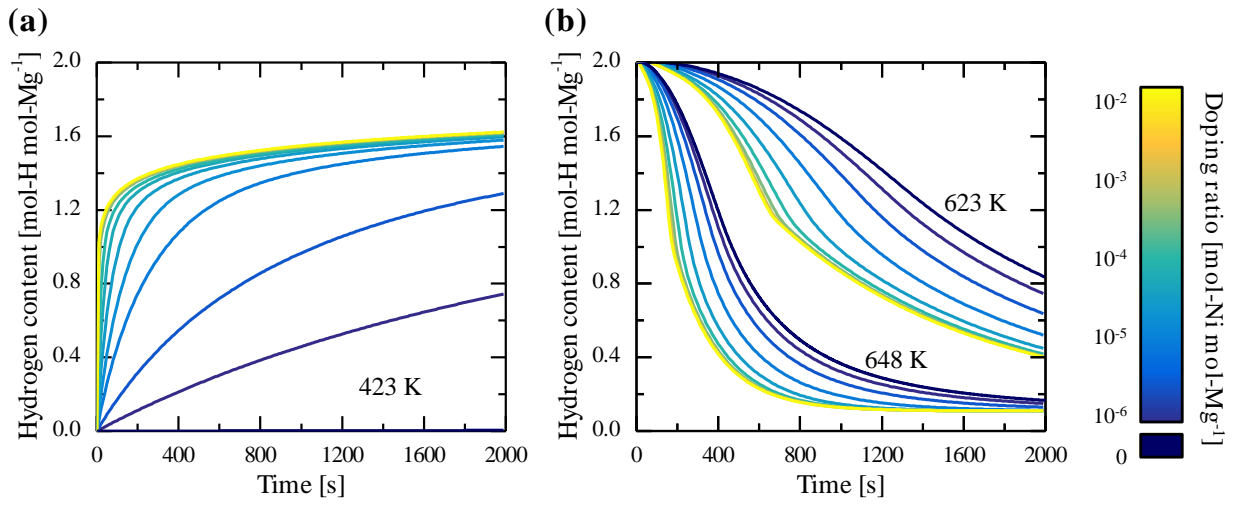 (a)
Hydrogen content [mol-H mol-Mg⁻¹]
2.0
1.6
1.2
0.8
0.4
0.0
423 K
0 400 800 1200 1600 2000
Time [s]
(b)
Hydrogen content [mol-H mol-Mg⁻¹]
2.0
1.6
1.2
0.8
0.4
0.0
623 K
648 K
0 400 800 1200 1600 2000
Time [s]
10⁻²
10⁻³
10⁻⁴
10⁻⁵
10⁻⁶
0
Doping ratio [mol-Ni mol-Mg⁻¹]